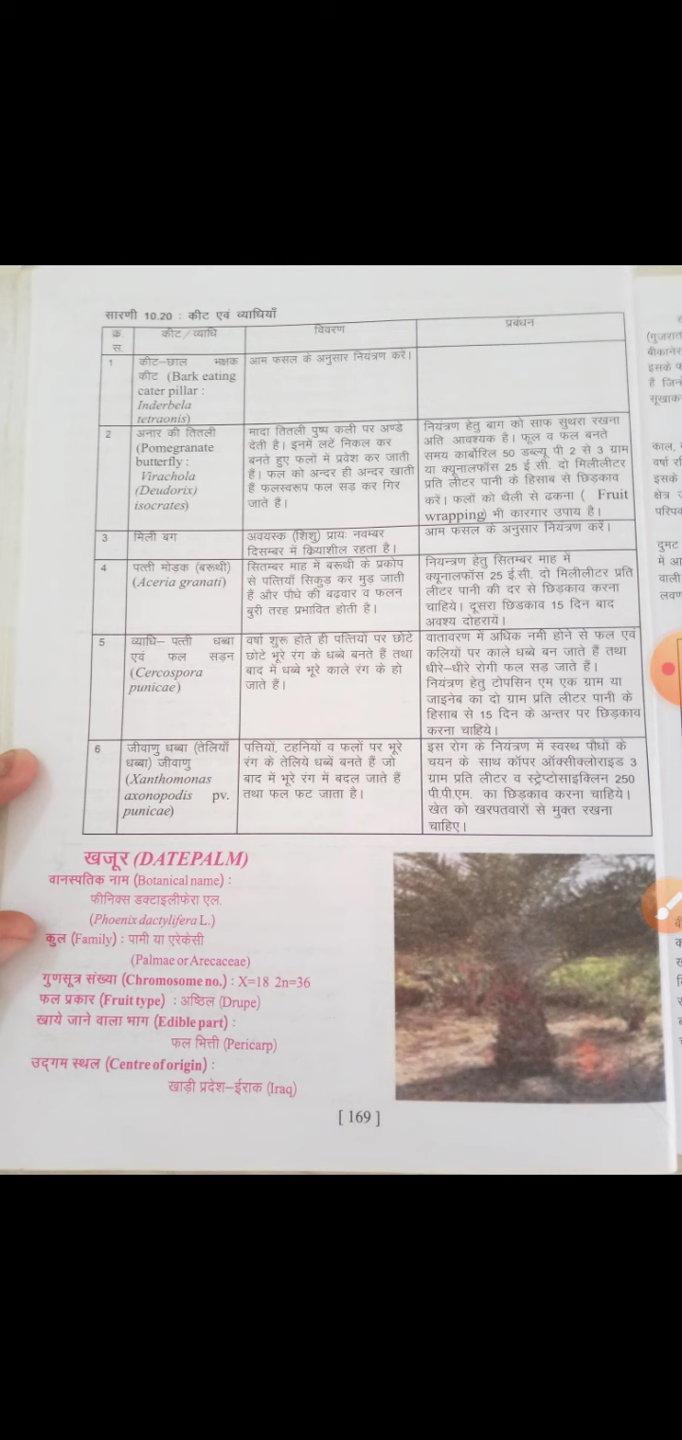 सारणी 10.20 : कीट एवं व्याधियाँ
क्र. स. | कीट / व्याधि | विवरण | प्रबंधन
1 | कीट–छाल भक्षक
कीट (Bark eating
cater pillar :
Inderbela
tetraonis) | आम फसल के अनुसार नियंत्रण करें।
2 | अनार की तितली
(Pomegranate
butterfly :
Virachola
(Deudorix)
isocrates) | मादा तितली पुष्प कली पर अण्डे
देती है। इनमें लटें निकल कर
बनते हुए फलों में प्रवेश कर जाती
हैं। फल को अन्दर ही अन्दर खाती
हैं फलस्वरूप फल सड़ कर गिर
जाते हैं। | नियंत्रण हेतु बाग को साफ सुथरा रखना
अति आवश्यक है। फूल व फल बनते
समय कार्बोरिल 50 डब्ल्यू पी 2 से 3 ग्राम
या क्यूनालफॉस 25 ई.सी. दो मिलीलीटर
प्रति लीटर पानी के हिसाब से छिड़काव
करें। फलों को थैली से ढकना ( Fruit
wrapping) भी कारगार उपाय है।
3 | मिली बग | अवयस्क (शिशु) प्रायः नवम्बर
दिसम्बर में क्रियाशील रहता है। | आम फसल के अनुसार नियंत्रण करें।
4 | पत्ती मोड़क (बरूथी)
(Aceria granati) | सितम्बर माह में बरूथी के प्रकोप
से पत्तियाँ सिकुड़ कर मुड़ जाती
हैं और पौधे की बढ़वार व फलन
बुरी तरह प्रभावित होती है। | नियन्त्रण हेतु सितम्बर माह में
क्यूनालफॉस 25 ई.सी. दो मिलीलीटर प्रति
लीटर पानी की दर से छिड़काव करना
चाहिये। दूसरा छिडकाव 15 दिन बाद
अवश्य दोहरायें।
5 | व्याधि– पत्ती धब्बा
एवं फल सड़न
(Cercospora
punicae) | वर्षा शुरू होते ही पत्तियों पर छोटे
छोटे भूरे रंग के धब्बे बनते हैं तथा
बाद में धब्बे भूरे काले रंग के हो
जाते हैं। | वातावरण में अधिक नमी होने से फल एवं
कलियों पर काले धब्बे बन जाते हैं तथा
धीरे–धीरे रोगी फल सड़ जाते हैं।
नियंत्रण हेतु टोपसिन एम एक ग्राम या
जाइनेब का दो ग्राम प्रति लीटर पानी के
हिसाब से 15 दिन के अन्तर पर छिड़काव
करना चाहिये।
6 | जीवाणु धब्बा (तेलियाँ
धब्बा) जीवाणु
(Xanthomonas
axonopodis pv.
punicae) | पत्तियों, टहनियों व फलों पर भूरे
रंग के तेलिये धब्बें बनते हैं जो
बाद में भूरे रंग में बदल जाते हैं
तथा फल फट जाता है। | इस रोग के नियंत्रण में स्वस्थ पौधों के
चयन के साथ कॉपर ऑक्सीक्लोराइड 3
ग्राम प्रति लीटर व स्ट्रेप्टोसाइक्लिन 250
पी.पी.एम. का छिड़काव करना चाहिये।
खेत को खरपतवारों से मुक्त रखना
चाहिए।
खजूर (DATEPALM)
वानस्पतिक नाम (Botanical name) :
फीनिक्स डक्टाइलीफेरा एल.
(Phoenix dactylifera L.)
कुल (Family) : पामी या एरेकेसी
(Palmae or Arecaceae)
गुणसूत्र संख्या (Chromosome no.) : X=18 2n=36
फल प्रकार (Fruit type) : अष्ठिल (Drupe)
खाये जाने वाला भाग (Edible part) :
फल भित्ती (Pericarp)
उद्गम स्थल (Centre of origin) :
खाड़ी प्रदेश–ईराक (Iraq)
[ 169 ]
(गुजरात
बीकानेर
इसके
काल,
इसके
क्षेत्र
दुमट
में आ
वाली